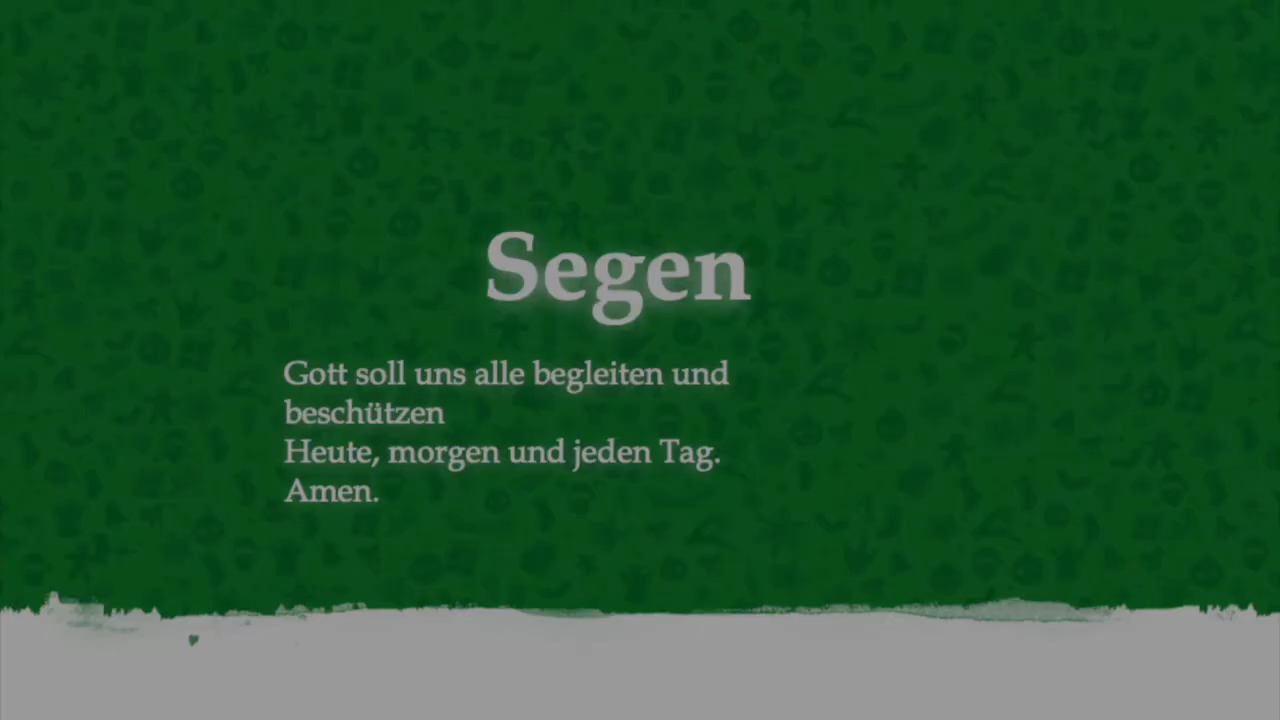 Segen
Gott soll uns alle begleiten und
beschützen
Heute, morgen und jeden Tag.
Amen.